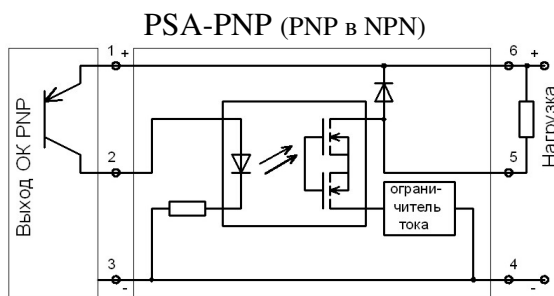 PSA-PNP (PNP в NPN)
1 +
6 +
Выход ОК PNP
2
5
Нагрузка
ограни-
читель
тока
3 -
4 -